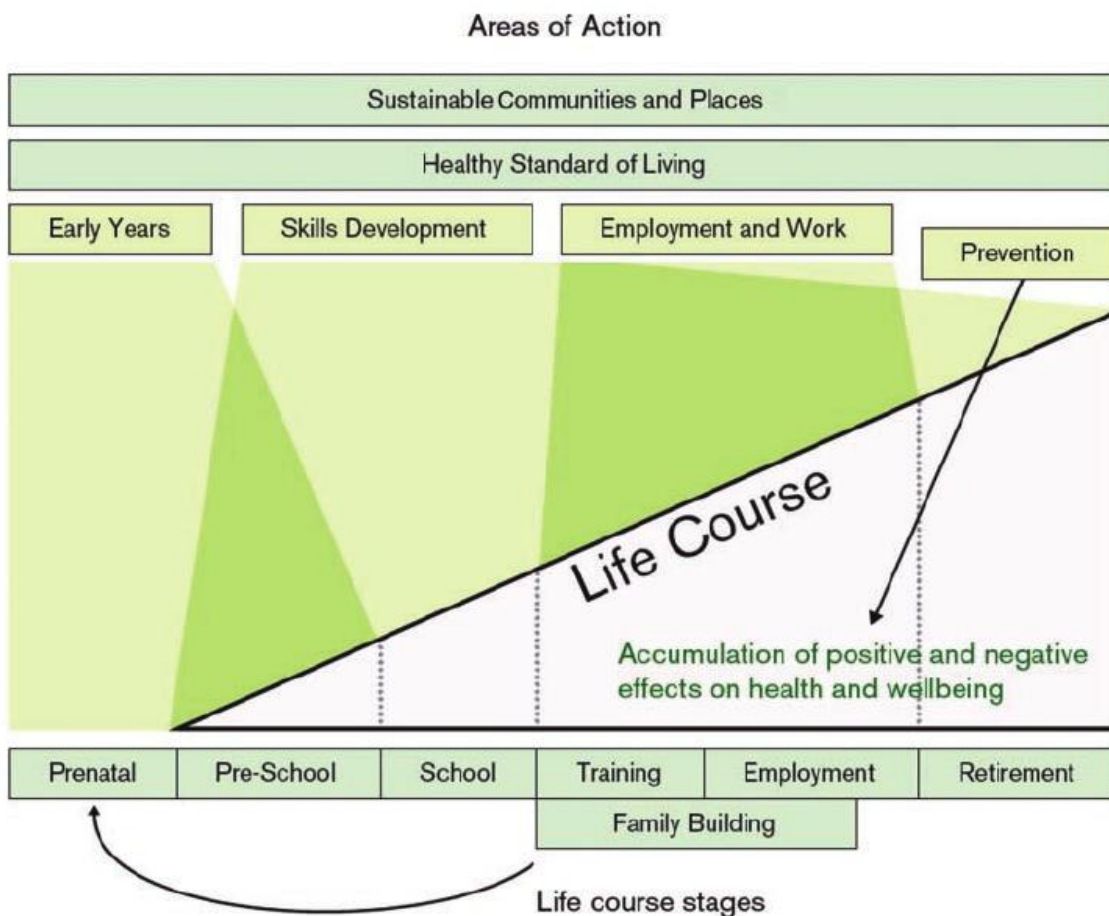 Areas of Action
Sustainable Communities and Places
Healthy Standard of Living
Early Years
Skills Development
Employment and Work
Prevention
Life Course
Accumulation of positive and negative
effects on health and wellbeing
Prenatal
Pre-School
School
Training
Employment
Retirement
Family Building
Life course stages